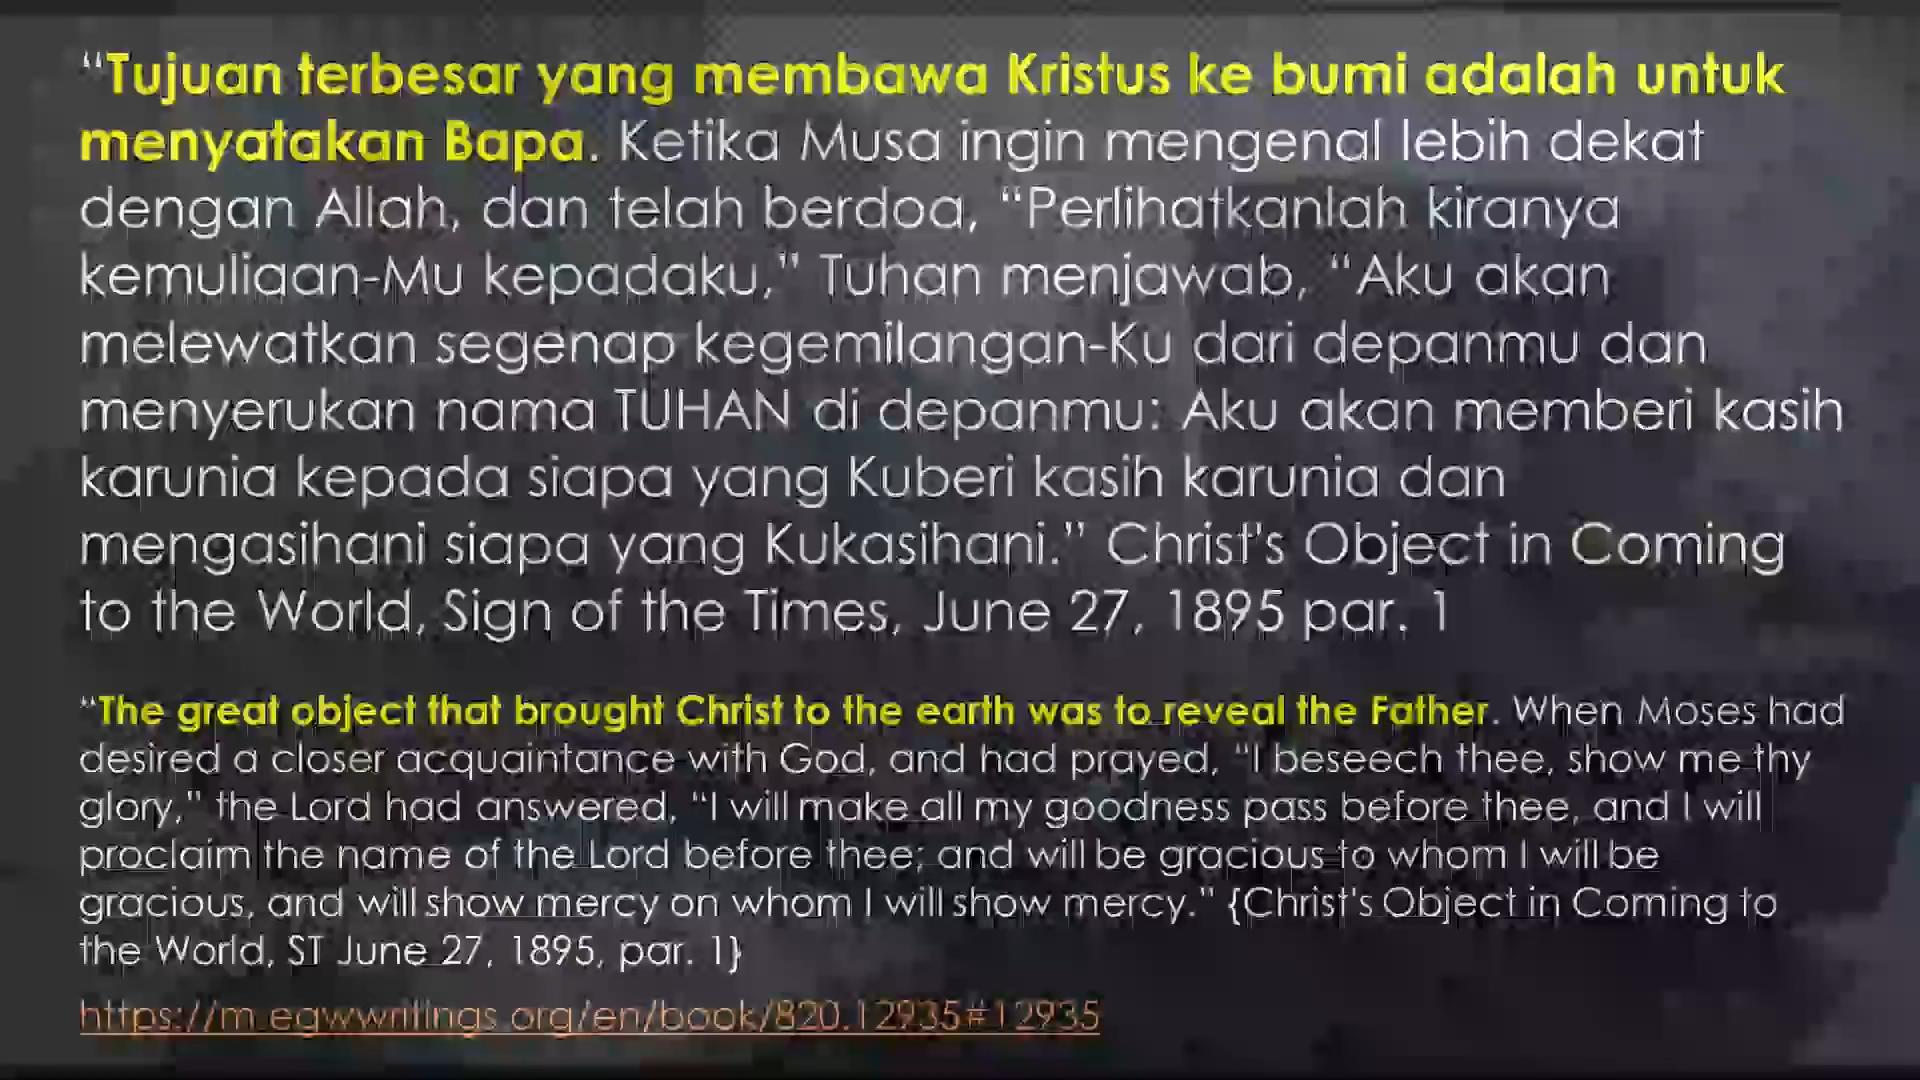 “Tujuan terbesar yang membawa Kristus ke bumi adalah untuk
menyatakan Bapa. Ketika Musa ingin mengenal lebih dekat
dengan Allah, dan telah berdoa, “Perlihatkanlah kiranya
kemuliaan-Mu kepadaku,” Tuhan menjawab, “Aku akan
melewatkan segenap kegemilangan-Ku dari depanmu dan
menyerukan nama TUHAN di depanmu: Aku akan memberi kasih
karunia kepada siapa yang Kuberi kasih karunia dan
mengasihani siapa yang Kukasihani.” Christ's Object in Coming
to the World, Sign of the Times, June 27, 1895 par. 1
“The great object that brought Christ to the earth was to reveal the Father. When Moses had
desired a closer acquaintance with God, and had prayed, “I beseech thee, show me thy
glory,” the Lord had answered, “I will make all my goodness pass before thee, and I will
proclaim the name of the Lord before thee; and will be gracious to whom I will be
gracious, and will show mercy on whom I will show mercy.” {Christ's Object in Coming to
the World, ST June 27, 1895, par. 1}
https://m.egwwritings.org/en/book/820.12935#12935